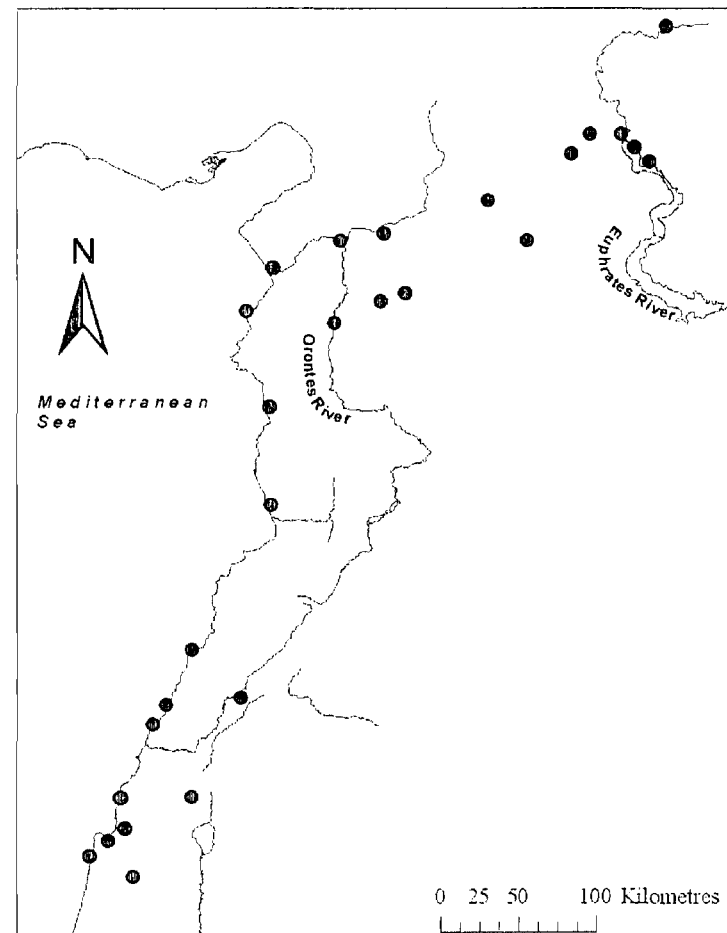 N
Euphrates River
Orontes River
Mediterranean
Sea
0 25 50 100 Kilometres